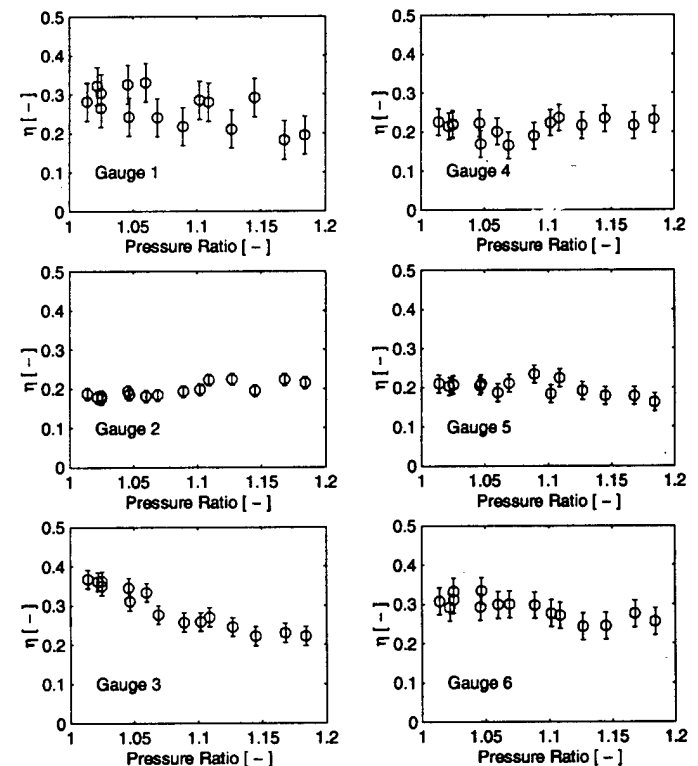 0.5
0.4
0.3
0.2
0.1
0
η [ – ]
Gauge 1
1 1.05 1.1 1.15 1.2
Pressure Ratio [ – ]
0.5
0.4
0.3
0.2
0.1
0
η [ – ]
Gauge 4
1 1.05 1.1 1.15 1.2
Pressure Ratio [ – ]
0.5
0.4
0.3
0.2
0.1
0
η [ – ]
Gauge 2
1 1.05 1.1 1.15 1.2
Pressure Ratio [ – ]
0.5
0.4
0.3
0.2
0.1
0
η [ – ]
Gauge 5
1 1.05 1.1 1.15 1.2
Pressure Ratio [ – ]
0.5
0.4
0.3
0.2
0.1
0
η [ – ]
Gauge 3
1 1.05 1.1 1.15 1.2
Pressure Ratio [ – ]
0.5
0.4
0.3
0.2
0.1
0
η [ – ]
Gauge 6
1 1.05 1.1 1.15 1.2
Pressure Ratio [ – ]